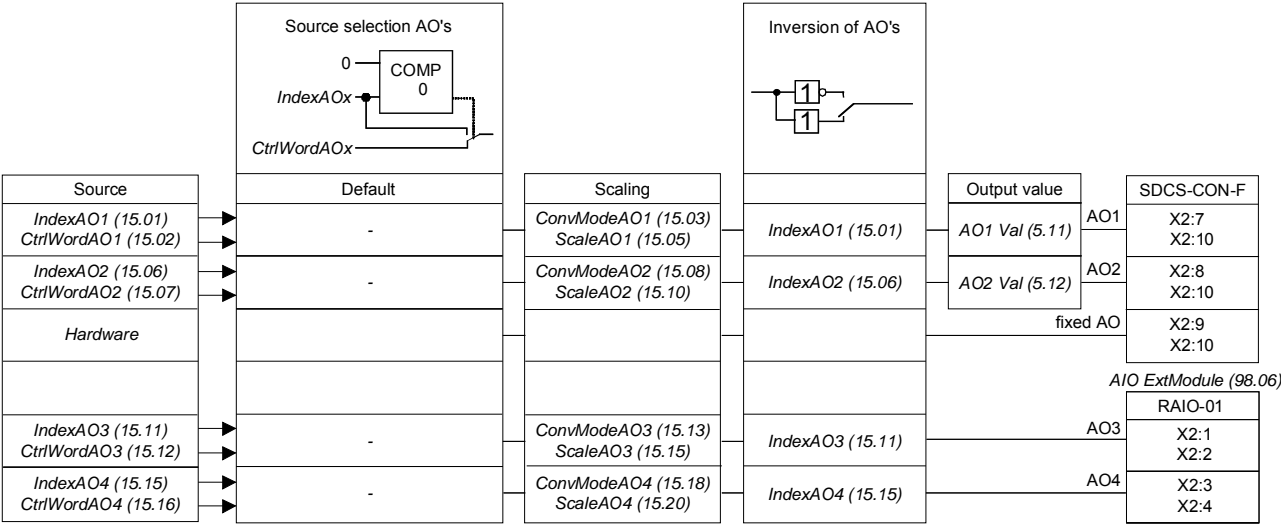 Source selection AO's
0
COMP
0
IndexAOx
CtrlWordAOx
Inversion of AO's
1
1
Source
Default
Scaling
Output value
SDCS-CON-F
IndexAO1 (15.01)
CtrlWordAO1 (15.02)
-
ConvModeAO1 (15.03)
ScaleAO1 (15.05)
IndexAO1 (15.01)
AO1 Val (5.11)
AO1
X2:7
X2:10
IndexAO2 (15.06)
CtrlWordAO2 (15.07)
-
ConvModeAO2 (15.08)
ScaleAO2 (15.10)
IndexAO2 (15.06)
AO2 Val (5.12)
AO2
X2:8
X2:10
Hardware
fixed AO
X2:9
X2:10
AIO ExtModule (98.06)
RAIO-01
IndexAO3 (15.11)
CtrlWordAO3 (15.12)
-
ConvModeAO3 (15.13)
ScaleAO3 (15.15)
IndexAO3 (15.11)
AO3
X2:1
X2:2
IndexAO4 (15.15)
CtrlWordAO4 (15.16)
-
ConvModeAO4 (15.18)
ScaleAO4 (15.20)
IndexAO4 (15.15)
AO4
X2:3
X2:4